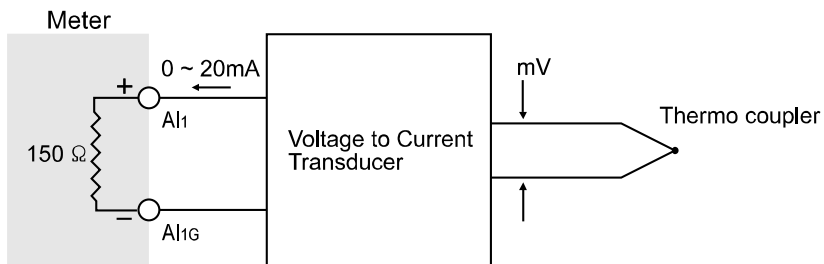 Meter
0 ~ 20mA
+
AI1
150 Ω
−
AI1G
Voltage to Current
Transducer
mV
Thermo coupler